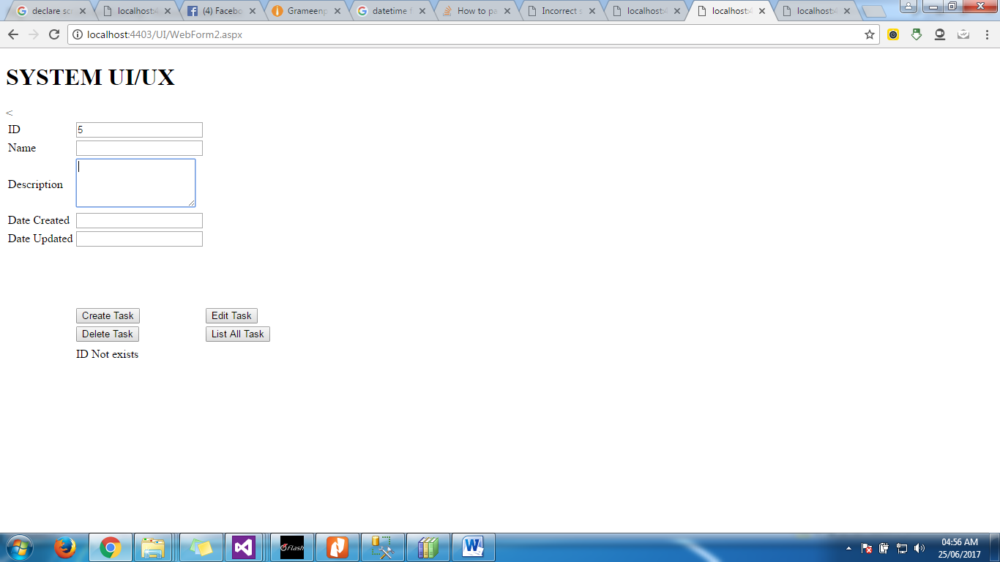 declare sc
localhost:4
(4) Facebo
Grameenp
datetime f
How to pa
Incorrect s
localhost:4
localhost:4
localhost:4
localhost:4403/UI/WebForm2.aspx
SYSTEM UI/UX
<
ID 5
Name
Description
Date Created
Date Updated
Create Task Edit Task
Delete Task List All Task
ID Not exists
Flash
04:56 AM
25/06/2017